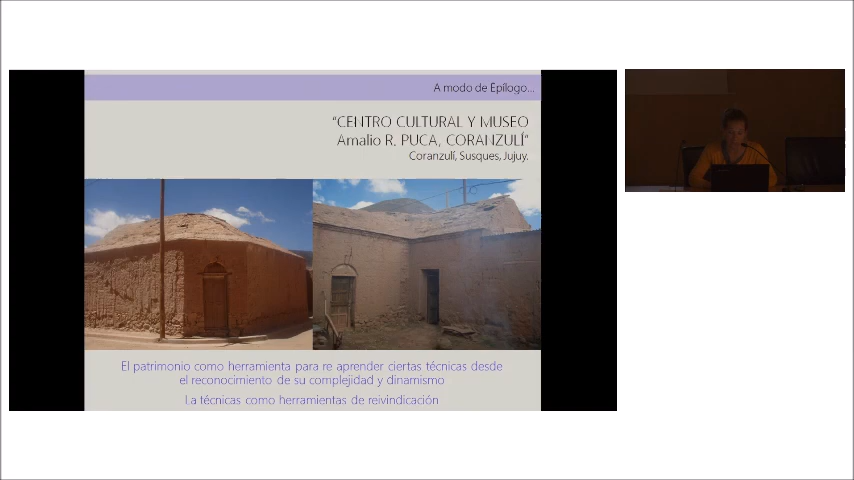 A modo de Epílogo...
"CENTRO CULTURAL Y MUSEO
Amalio R, PUCA, CORANZULÍ"
Coranzulí, Susques, Jujuy.
El patrimonio como herramienta para re aprender ciertas técnicas desde
el reconocimiento de su complejidad y dinamismo
La técnicas como herramientas de reivindicación